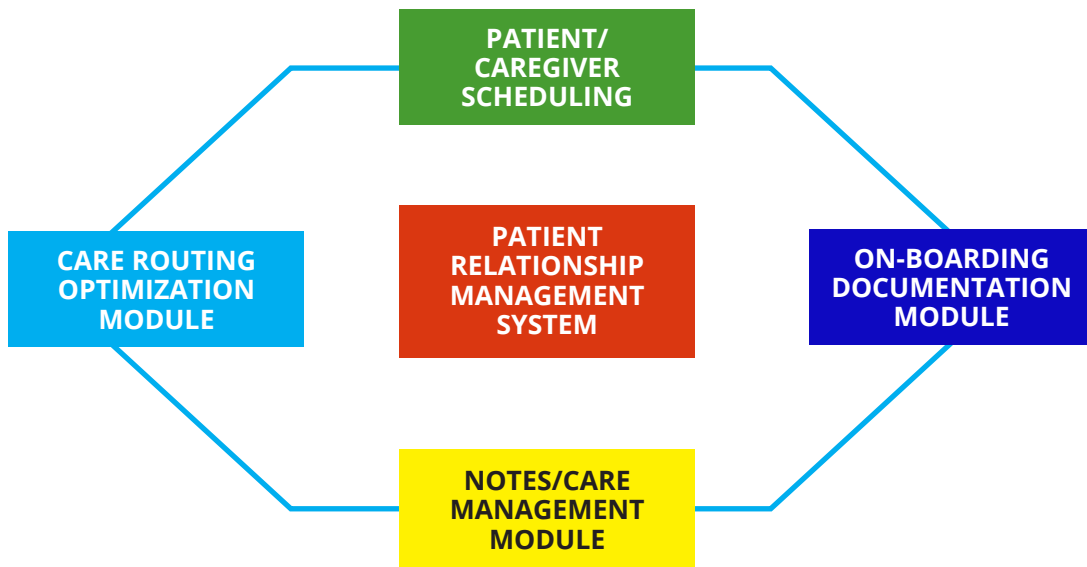 PATIENT/
CAREGIVER
SCHEDULING
CARE ROUTING
OPTIMIZATION
MODULE
PATIENT
RELATIONSHIP
MANAGEMENT
SYSTEM
ON-BOARDING
DOCUMENTATION
MODULE
NOTES/CARE
MANAGEMENT
MODULE